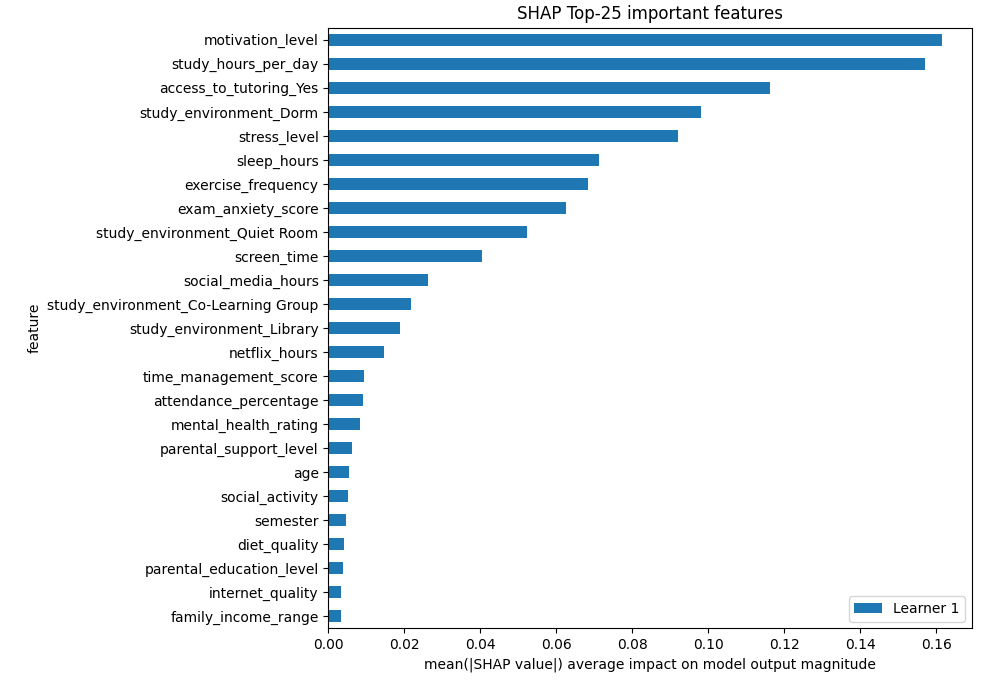 SHAP Top-25 important features
motivation_level
study_hours_per_day
access_to_tutoring_Yes
study_environment_Dorm
stress_level
sleep_hours
exercise_frequency
exam_anxiety_score
study_environment_Quiet Room
screen_time
social_media_hours
study_environment_Co-Learning Group
study_environment_Library
netflix_hours
time_management_score
attendance_percentage
mental_health_rating
parental_support_level
age
social_activity
semester
diet_quality
parental_education_level
internet_quality
family_income_range
feature
Learner 1
0.00 0.02 0.04 0.06 0.08 0.10 0.12 0.14 0.16
mean(|SHAP value|) average impact on model output magnitude